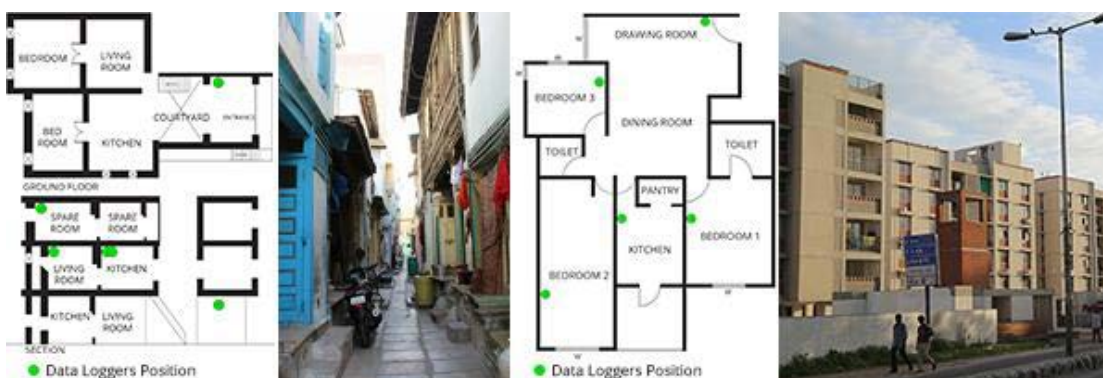 BEDROOM
LIVING
ROOM
COURTYARD
ENTRANCE
BED
ROOM
KITCHEN
GROUND FLOOR
SPARE
ROOM
SPARE
ROOM
LIVING
ROOM
KITCHEN
KITCHEN
LIVING
ROOM
SECTION
Data Loggers Position
DRAWING ROOM
W
W
W
BEDROOM 3
DINING ROOM
TOILET
TOILET
PANTRY
KITCHEN
BEDROOM 1
BEDROOM 2
W
W
Data Loggers Position